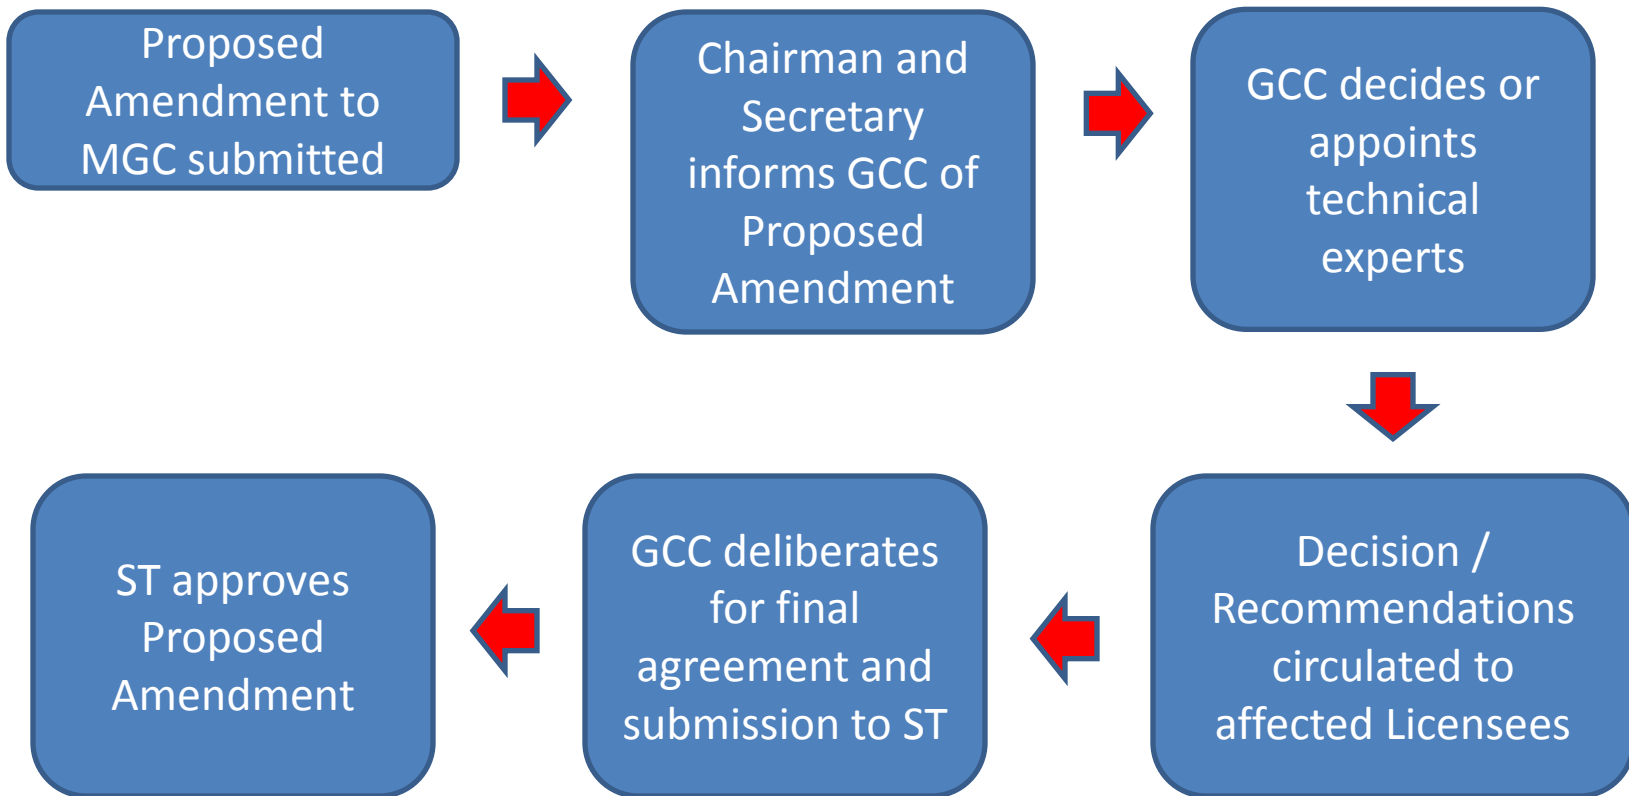 Proposed
Amendment to
MGC submitted
Chairman and
Secretary
informs GCC of
Proposed
Amendment
GCC decides or
appoints
technical
experts
Decision /
Recommendations
circulated to
affected Licensees
GCC deliberates
for final
agreement and
submission to ST
ST approves
Proposed
Amendment